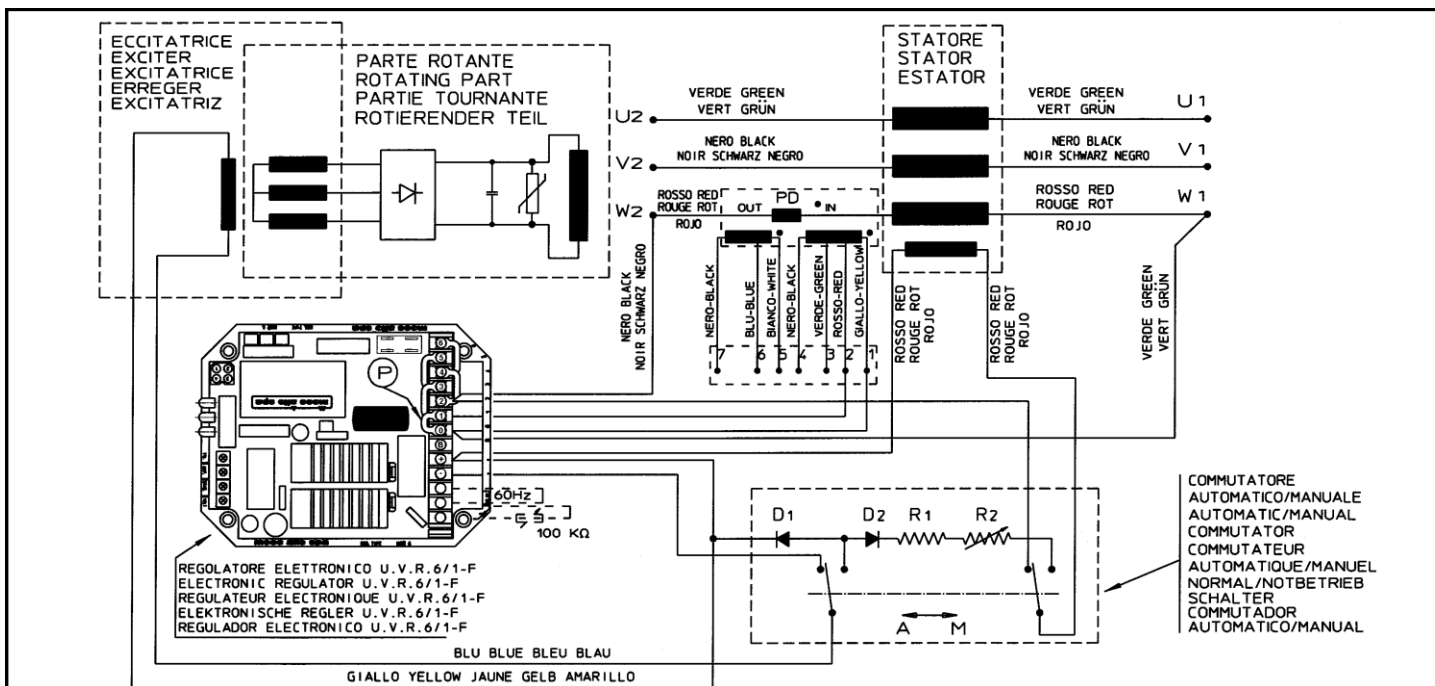 ECCITATRICE
EXCITER
EXCITATRICE
ERREGER
EXCITATRIZ
PARTE ROTANTE
ROTATING PART
PARTIE TOURNANTE
ROTIERENDER TEIL
STATORE
STATOR
ESTATOR
U2
VERDE GREEN
VERT GRÜN
VERDE GREEN
VERT GRÜN
U1
V2
NERO BLACK
NOIR SCHWARZ NEGRO
NERO BLACK
NOIR SCHWARZ NEGRO
V1
W2
ROSSO RED
ROUGE ROT
ROJO
OUT
PD
IN
ROSSO RED
ROUGE ROT
ROJO
W1
NERO BLACK
NOIR SCHWARZ NEGRO
NERO-BLACK
BLU-BLUE
BIANCO-WHITE
NERO-BLACK
VERDE-GREEN
ROSSO-RED
GIALLO-YELLOW
7 6 5 4 3 2 1
ROSSO RED
ROUGE ROT
ROJO
ROSSO RED
ROUGE ROT
ROJO
VERDE GREEN
VERT GRÜN
P
60Hz
100 KΩ
REGOLATORE ELETTRONICO U.V.R.6/1-F
ELECTRONIC REGULATOR U.V.R.6/1-F
REGULATEUR ELECTRONIQUE U.V.R.6/1-F
ELEKTRONISCHE REGLER U.V.R.6/1-F
REGULADOR ELECTRONICO U.V.R.6/1-F
D1
D2
R1
R2
A
M
COMMUTATORE
AUTOMATICO/MANUALE
AUTOMATIC/MANUAL
COMMUTATOR
COMMUTATEUR
AUTOMATIQUE/MANUEL
NORMAL/NOTBETRIEB
SCHALTER
COMMUTADOR
AUTOMATICO/MANUAL
BLU BLUE BLEU BLAU
GIALLO YELLOW JAUNE GELB AMARILLO